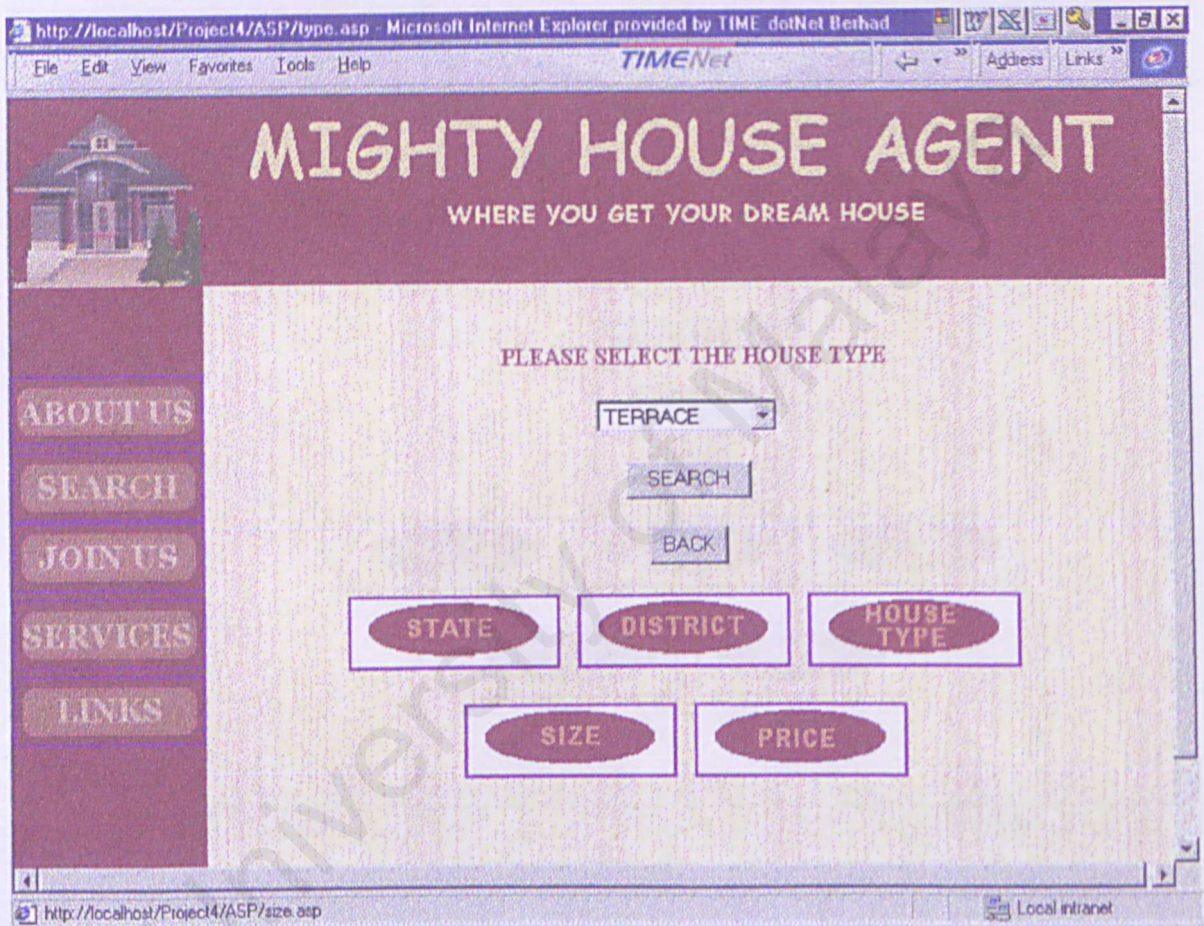 http://localhost/Project4/ASP/type.asp - Microsoft Internet Explorer provided by TIME dotNet Berhad
File Edit View Favorites Tools Help TIMENet Address Links
MIGHTY HOUSE AGENT
WHERE YOU GET YOUR DREAM HOUSE
PLEASE SELECT THE HOUSE TYPE
ABOUT US
SEARCH
JOIN US
SERVICES
LINKS
TERRACE
SEARCH
BACK
STATE DISTRICT HOUSE
TYPE
SIZE PRICE
http://localhost/Project4/ASP/size.asp Local intranet
University of Malaya